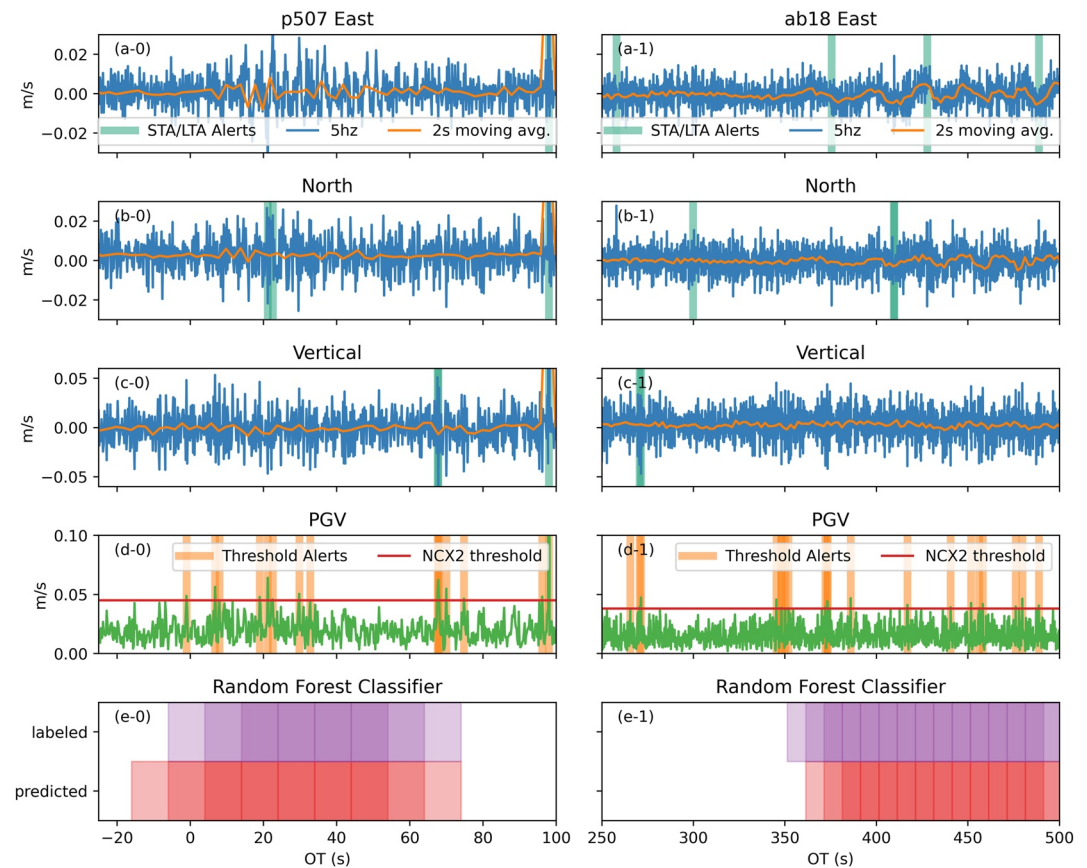 p507 East
ab18 East
(a-0)
(a-1)
0.02
0.00
−0.02
m/s
STA/LTA Alerts
5hz
2s moving avg.
STA/LTA Alerts
5hz
2s moving avg.
North
North
(b-0)
(b-1)
0.02
0.00
−0.02
m/s
Vertical
Vertical
(c-0)
(c-1)
0.05
0.00
−0.05
m/s
PGV
PGV
(d-0)
(d-1)
0.10
0.05
0.00
m/s
Threshold Alerts
NCX2 threshold
Threshold Alerts
NCX2 threshold
Random Forest Classifier
Random Forest Classifier
(e-0)
(e-1)
labeled
predicted
−20 0 20 40 60 80 100
250 300 350 400 450 500
OT (s)
OT (s)